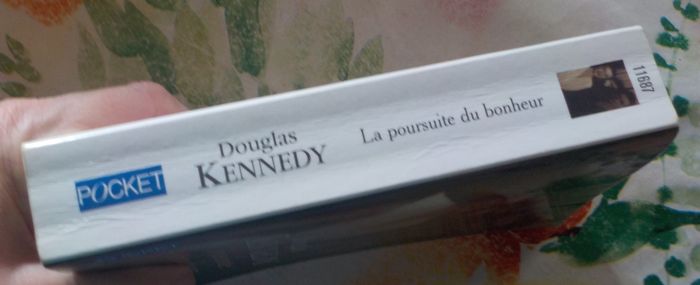 POCKET
Douglas
KENNEDY
La poursuite du bonheur
11687